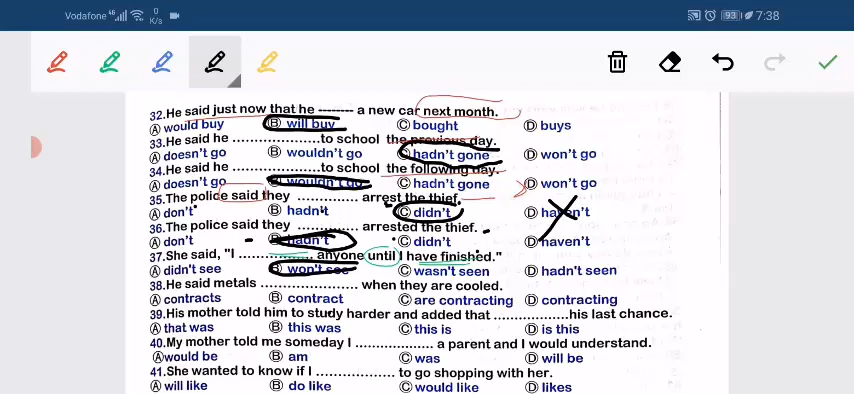 Vodafone 46 0 K/s 93 7:38
32.He said just now that he -------- a new car next month.
Ⓐ would buy Ⓑ will buy Ⓒ bought Ⓓ buys
33.He said he ....................to school the previous day.
Ⓐ doesn't go Ⓑ wouldn't go Ⓒ hadn't gone Ⓓ won't go
34.He said he ....................to school the following day.
Ⓐ doesn't go Ⓑ wouldn't go Ⓒ hadn't gone Ⓓ won't go
35.The police said they .............. arrest the thief.
Ⓐ don't Ⓑ hadn't Ⓒ didn't Ⓓ haven't
36.The police said they .............. arrested the thief.
Ⓐ don't Ⓑ hadn't Ⓒ didn't Ⓓ haven't
37.She said, "I .............. anyone until I have finished."
Ⓐ didn't see Ⓑ won't see Ⓒ wasn't seen Ⓓ hadn't seen
38.He said metals .................... when they are cooled.
Ⓐ contracts Ⓑ contract Ⓒ are contracting Ⓓ contracting
39.His mother told him to study harder and added that .................his last chance.
Ⓐ that was Ⓑ this was Ⓒ this is Ⓓ is this
40.My mother told me someday I .................. a parent and I would understand.
Ⓐ would be Ⓑ am Ⓒ was Ⓓ will be
41.She wanted to know if I .................. to go shopping with her.
Ⓐ will like Ⓑ do like Ⓒ would like Ⓓ likes